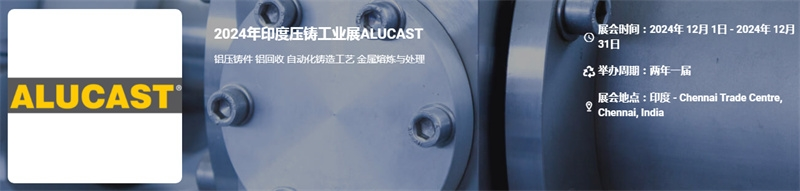 ALUCAST®
2024年印度压铸工业展ALUCAST
铝压铸件 铝回收 自动化铸造工艺 金属熔炼与处理
展会时间：2024年 12月 1日 - 2024年 12月
31日
举办周期：两年一届
展会地点：印度 - Chennai Trade Centre,
Chennai, India